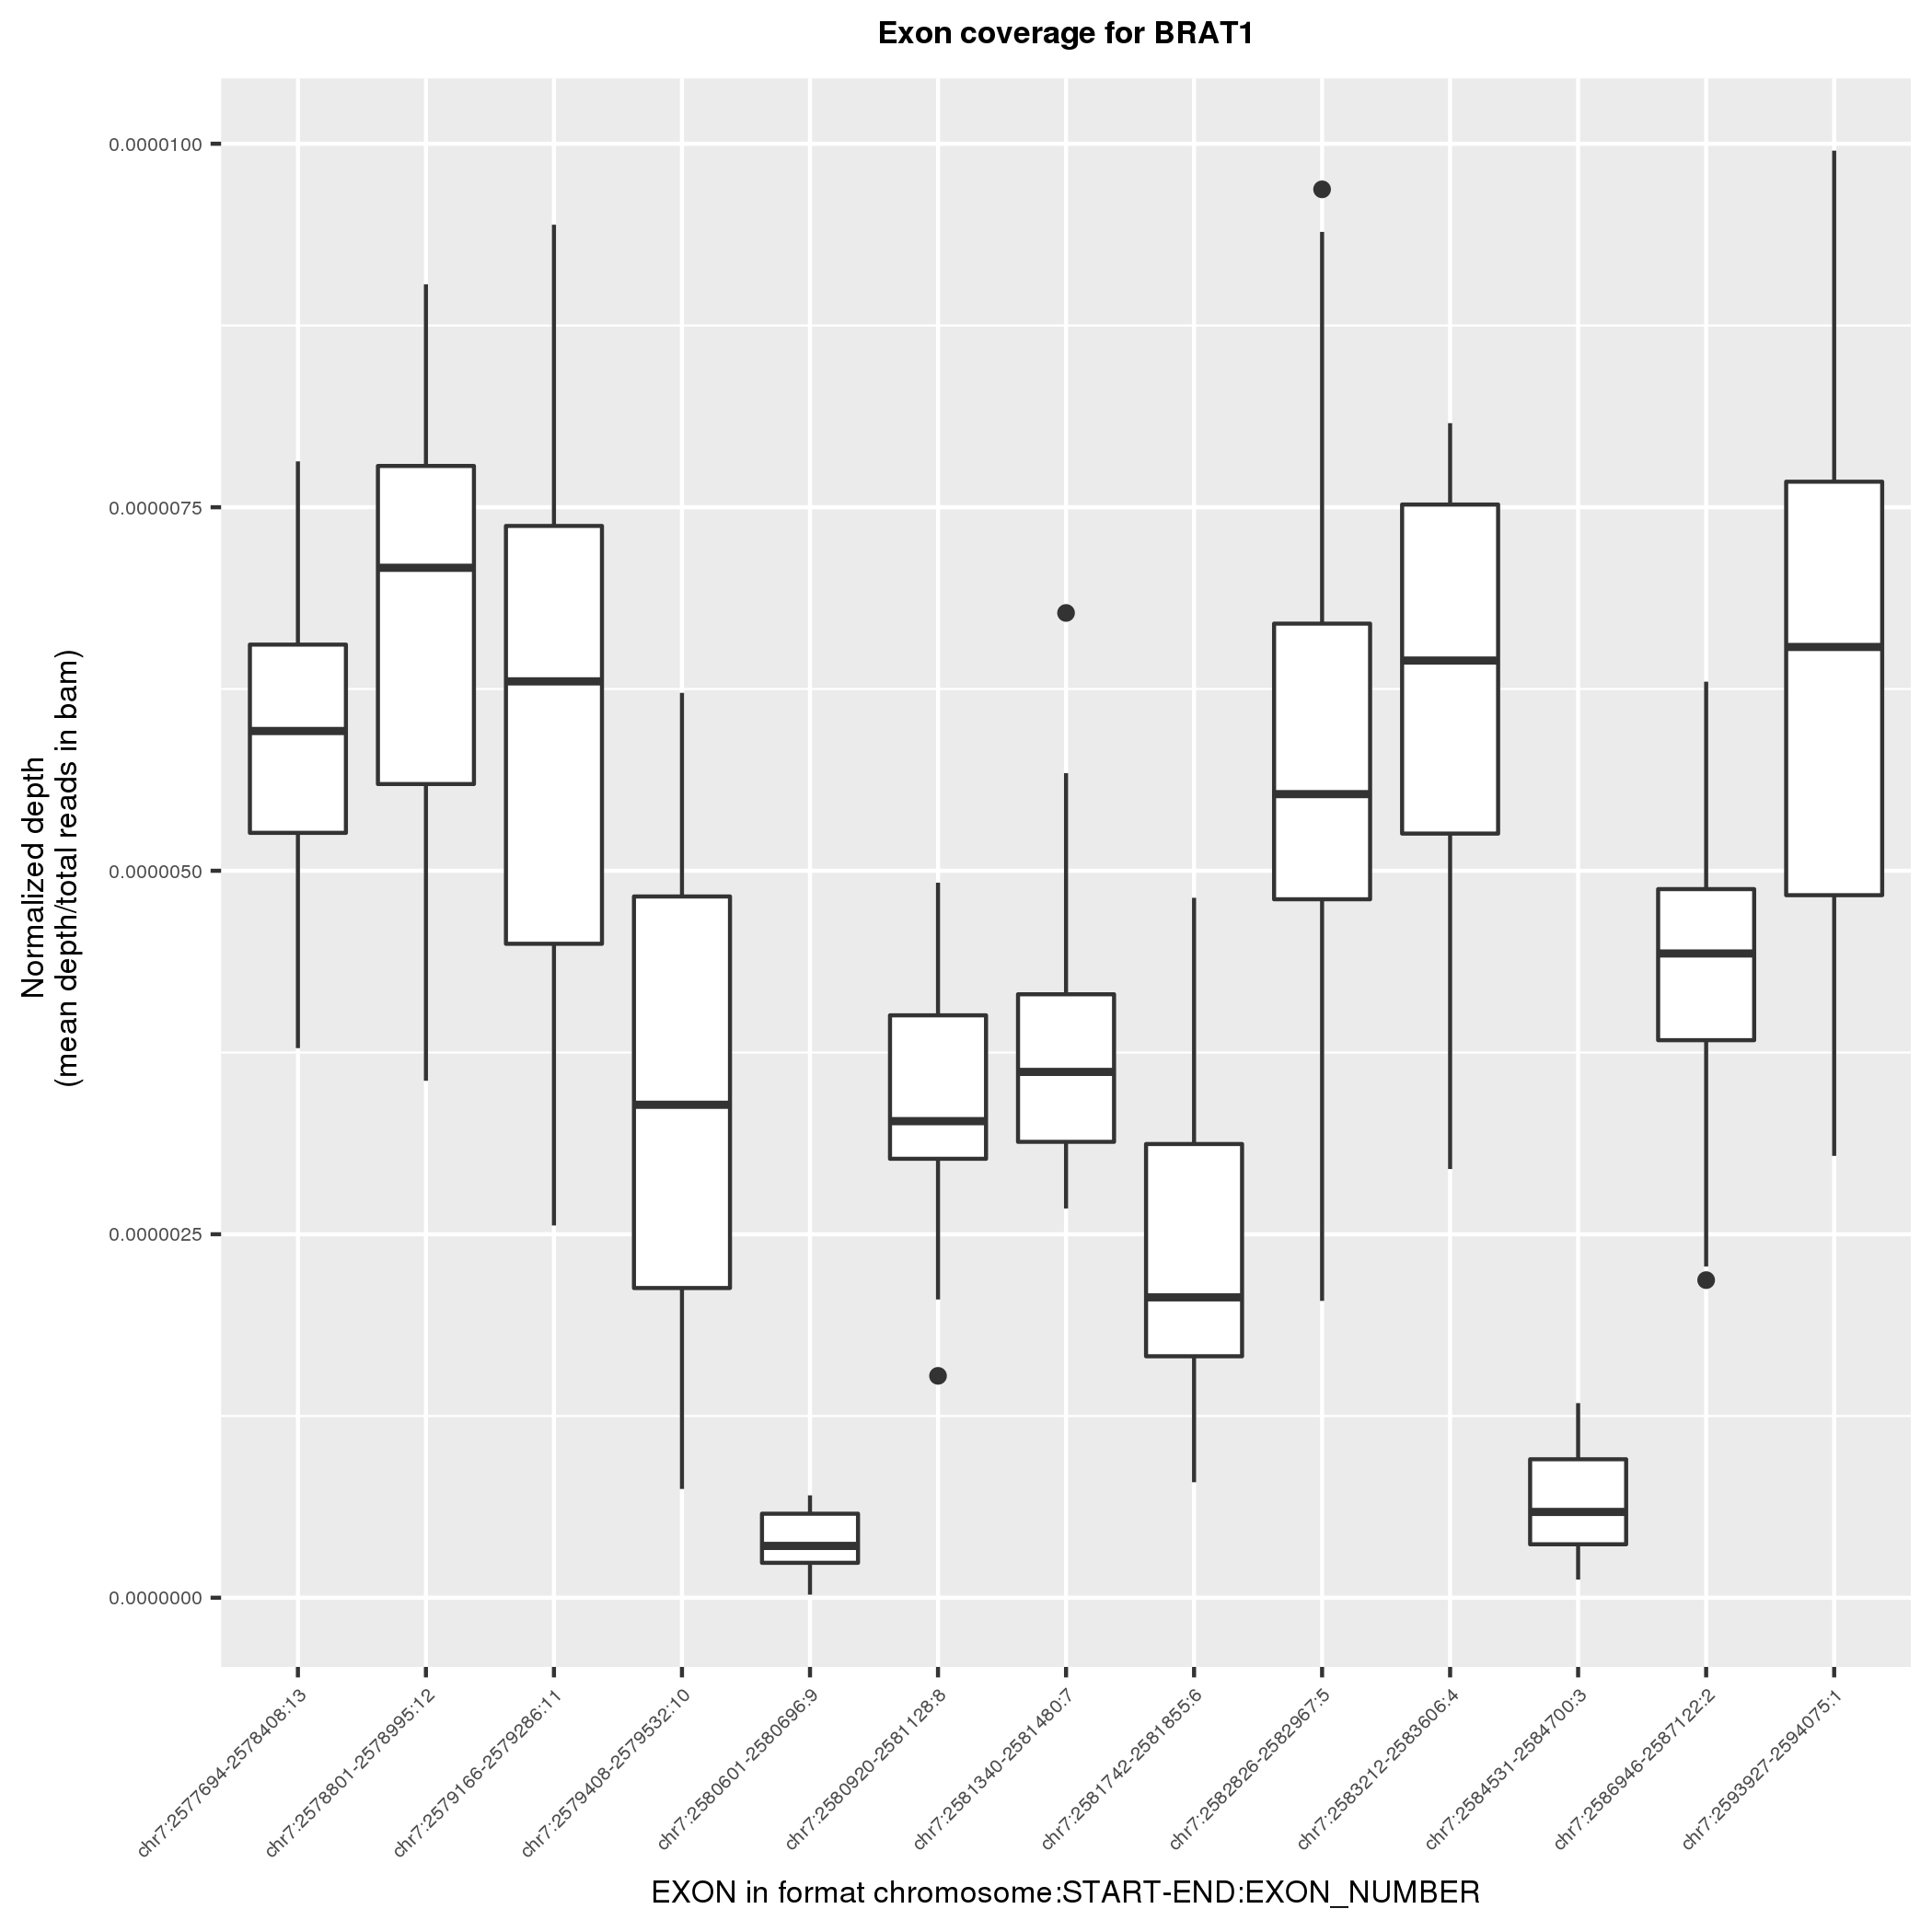 Exon coverage for BRAT1
0.0000100
0.0000075
0.0000050
0.0000025
0.0000000
Normalized depth
(mean depth/total reads in bam)
chr7:2577694-2578408:13
chr7:2578801-2578995:12
chr7:2579166-2579286:11
chr7:2579408-2579532:10
chr7:2580601-2580696:9
chr7:2580920-2581128:8
chr7:2581340-2581480:7
chr7:2581742-2581855:6
chr7:2582826-2582967:5
chr7:2583212-2583606:4
chr7:2584531-2584700:3
chr7:2586946-2587122:2
chr7:2593927-2594075:1
EXON in format chromosome:START-END:EXON_NUMBER